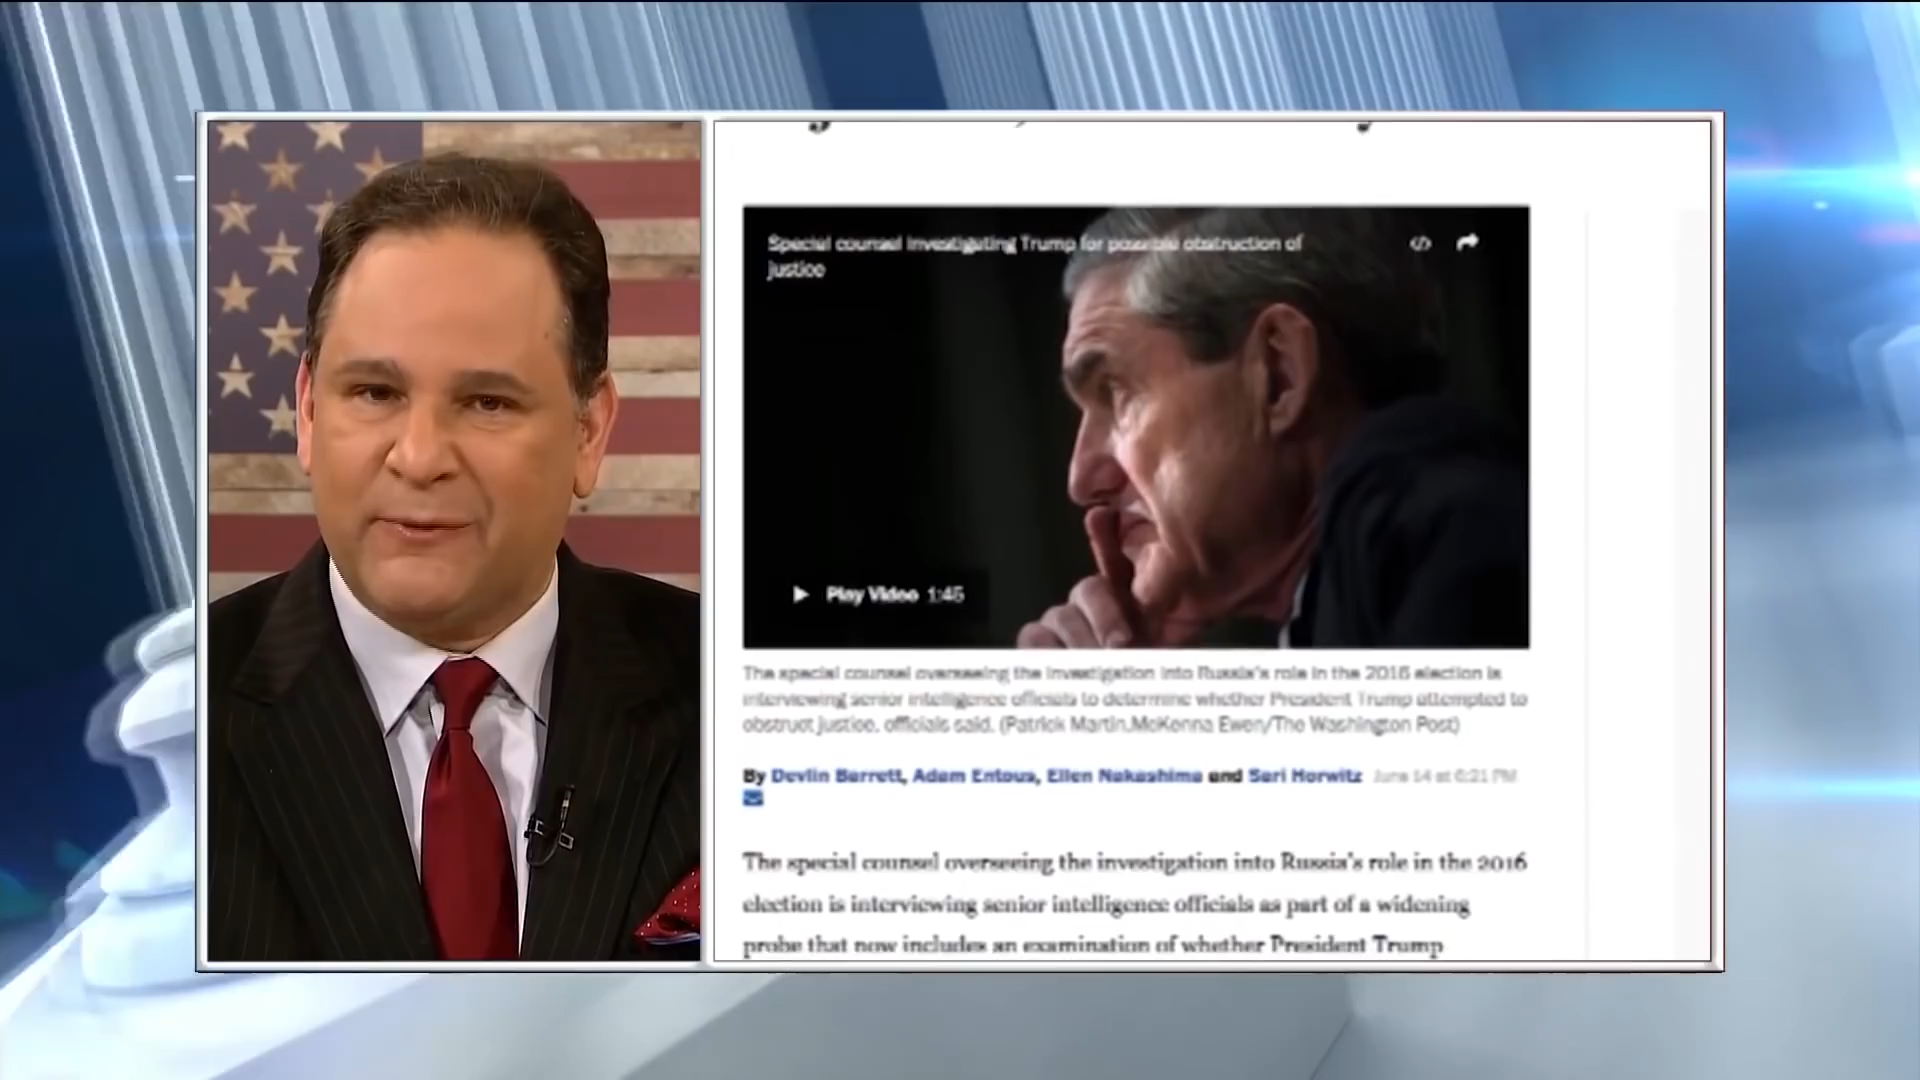 Special counsel investigating Trump for possible obstruction of
justice
Play Video 1:45
The special counsel overseeing the investigation into Russia's role in the 2016 election is
interviewing senior intelligence officials to determine whether President Trump attempted to
obstruct justice, officials said. (Patrick Martin,McKenna Ewen/The Washington Post)
By Devlin Barrett, Adam Entous, Ellen Nakashima and Sari Horwitz June 14 at 6:21 PM
The special counsel overseeing the investigation into Russia's role in the 2016
election is interviewing senior intelligence officials as part of a widening
probe that now includes an examination of whether President Trump